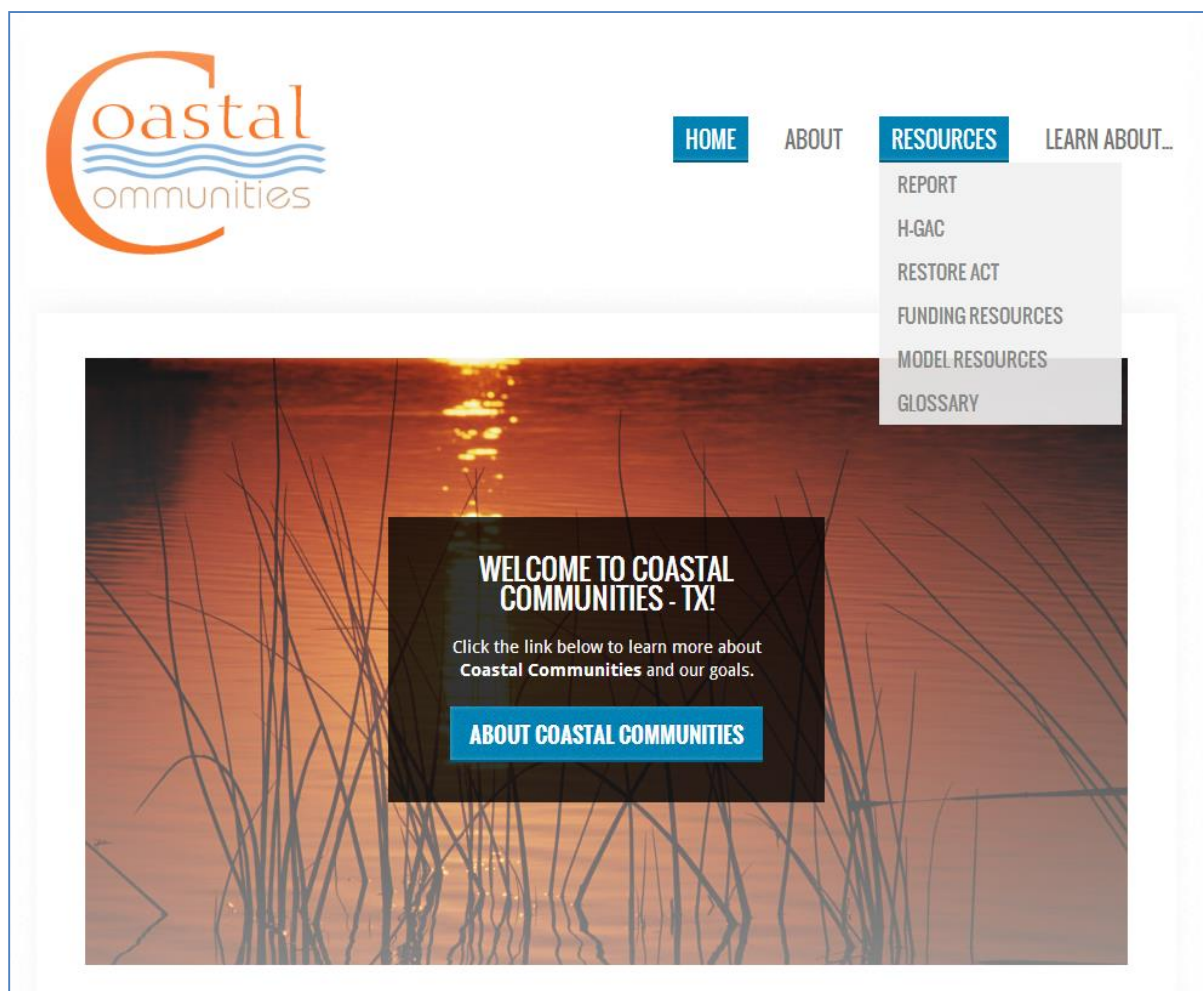 Coastal
Communities
HOME ABOUT RESOURCES LEARN ABOUT...
REPORT
H-GAC
RESTORE ACT
FUNDING RESOURCES
MODEL RESOURCES
GLOSSARY
WELCOME TO COASTAL
COMMUNITIES - TX!
Click the link below to learn more about
Coastal Communities and our goals.
ABOUT COASTAL COMMUNITIES